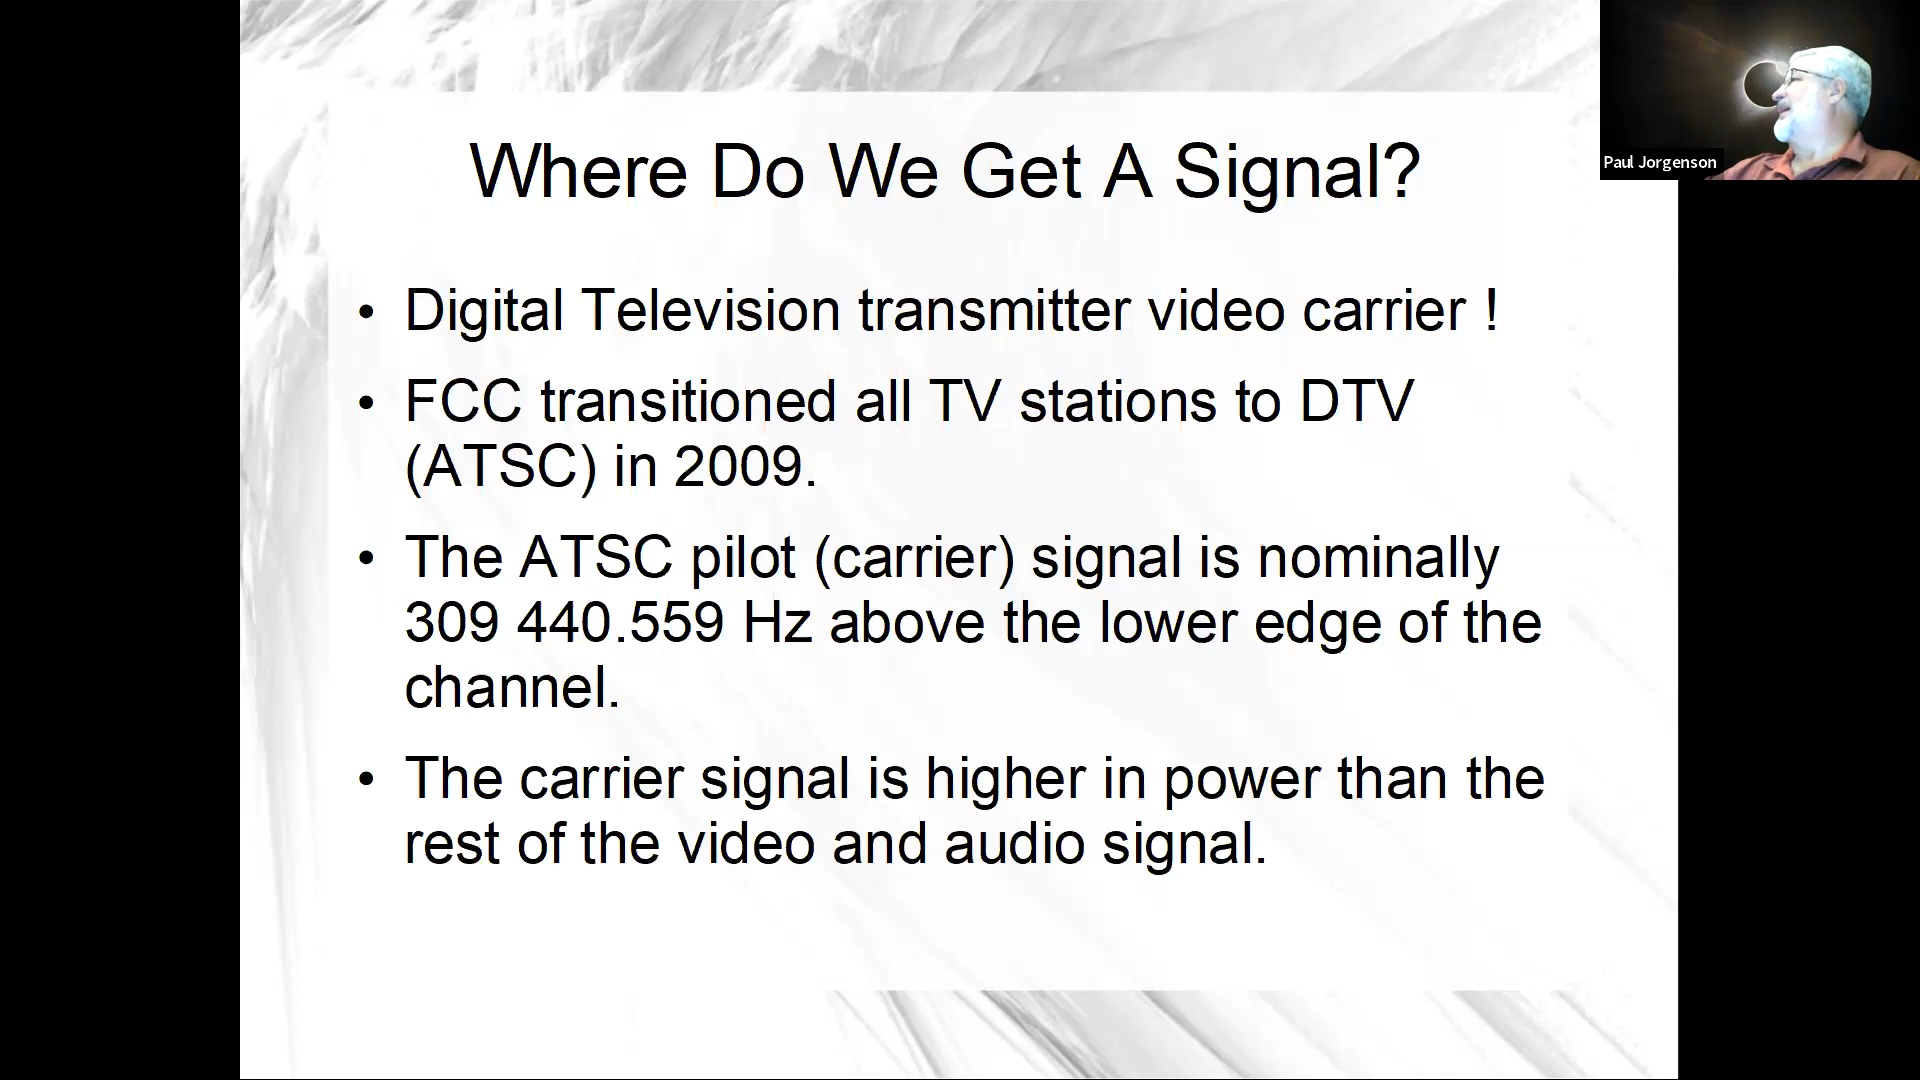 Where Do We Get A Signal?
• Digital Television transmitter video carrier !
• FCC transitioned all TV stations to DTV
(ATSC) in 2009.
• The ATSC pilot (carrier) signal is nominally
309 440.559 Hz above the lower edge of the
channel.
• The carrier signal is higher in power than the
rest of the video and audio signal.
Paul Jorgenson